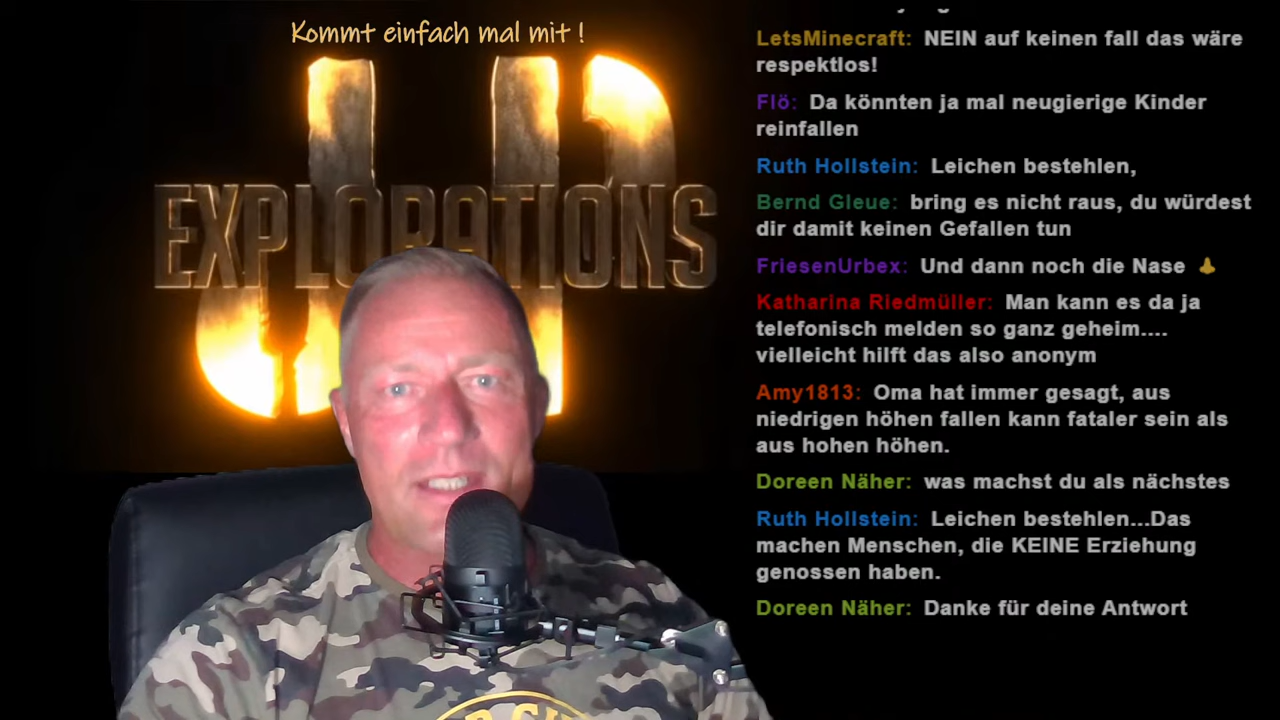 Kommt einfach mal mit !
EXPLORATIONS
LetsMinecraft: NEIN auf keinen fall das wäre
respektlos!
Flö: Da könnten ja mal neugierige Kinder
reinfallen
Ruth Hollstein: Leichen bestehlen,
Bernd Gleue: bring es nicht raus, du würdest
dir damit keinen Gefallen tun
FriesenUrbex: Und dann noch die Nase 👃
Katharina Riedmüller: Man kann es da ja
telefonisch melden so ganz geheim....
vielleicht hilft das also anonym
Amy1813: Oma hat immer gesagt, aus
niedrigen höhen fallen kann fataler sein als
aus hohen höhen.
Doreen Näher: was machst du als nächstes
Ruth Hollstein: Leichen bestehlen...Das
machen Menschen, die KEINE Erziehung
genossen haben.
Doreen Näher: Danke für deine Antwort